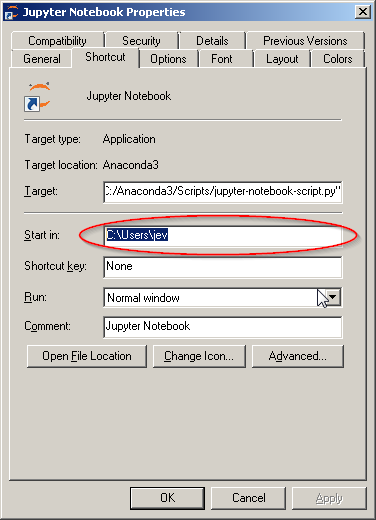 Jupyter Notebook Properties
Compatibility Security Details Previous Versions
General Shortcut Options Font Layout Colors
Jupyter Notebook
Target type: Application
Target location: Anaconda3
Target: C:/Anaconda3/Scripts/jupyter-notebook-script.py"
Start in: C:\Users\jev
Shortcut key: None
Run: Normal window
Comment: Jupyter Notebook
Open File Location Change Icon... Advanced...
OK Cancel Apply